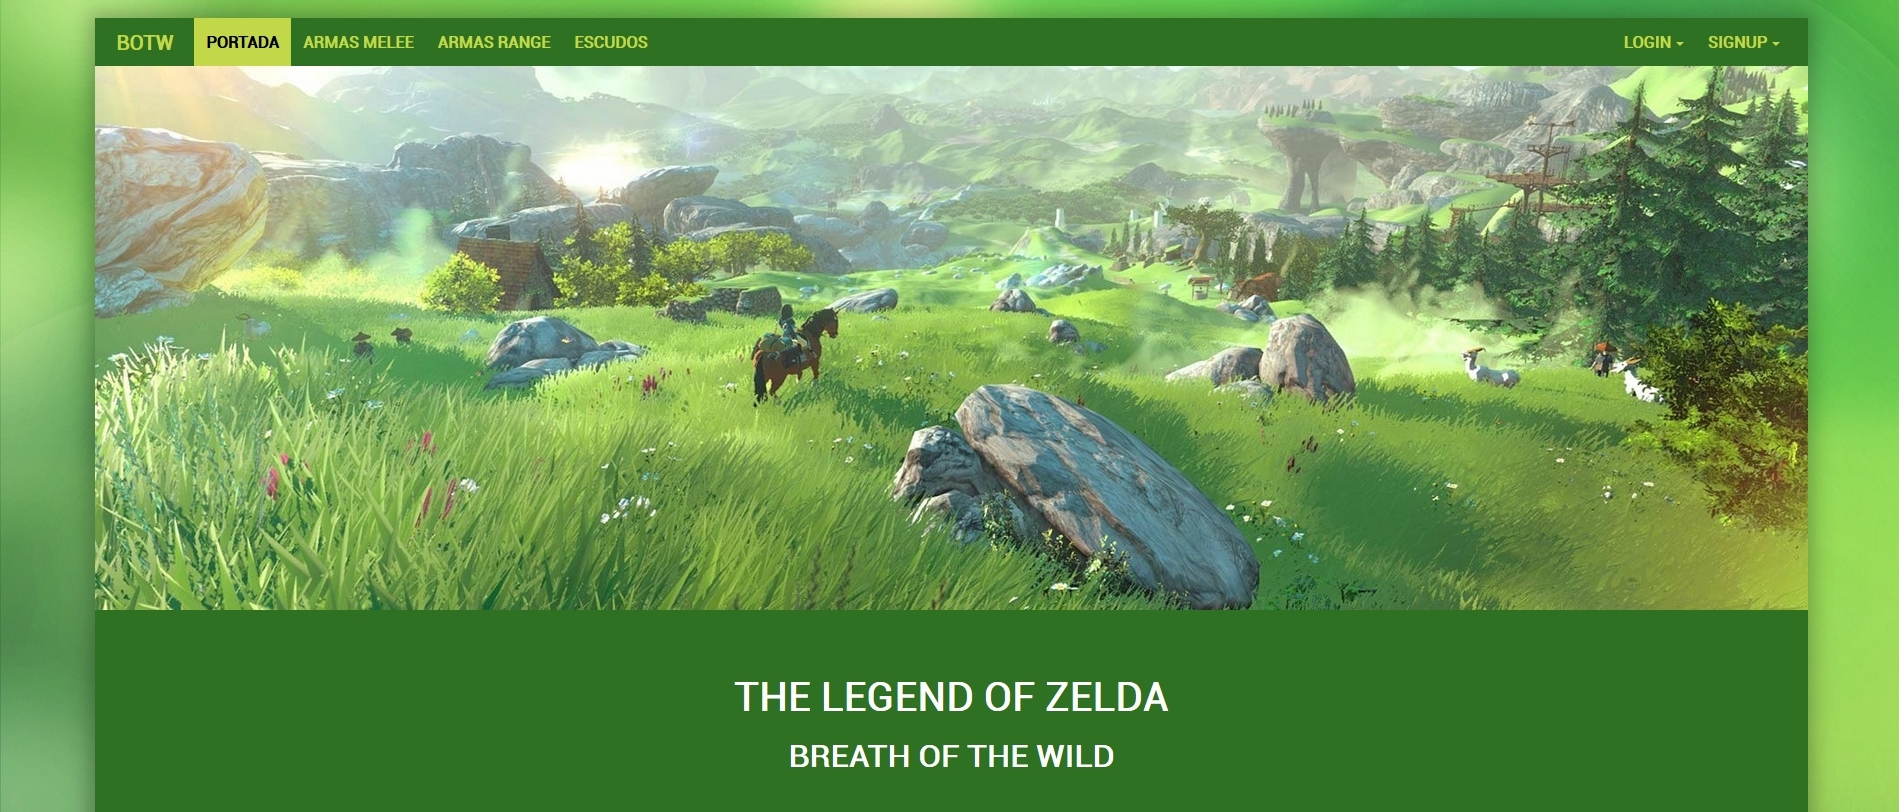 BOTW PORTADA ARMAS MELEE ARMAS RANGE ESCUDOS LOGIN SIGNUP
THE LEGEND OF ZELDA
BREATH OF THE WILD